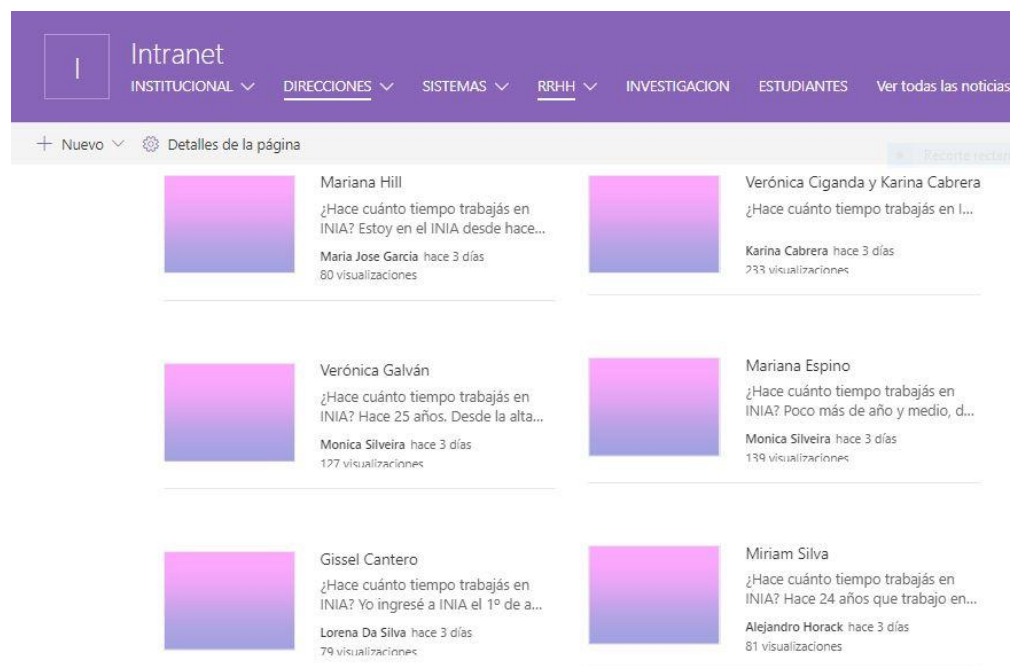 I
Intranet
INSTITUCIONAL DIRECCIONES SISTEMAS RRHH INVESTIGACION ESTUDIANTES Ver todas las noticias
Nuevo Detalles de la página
Recorte
Mariana Hill
¿Hace cuánto tiempo trabajás en
INIA? Estoy en el INIA desde hace...
Maria Jose García hace 3 días
80 visualizaciones
Verónica Ciganda y Karina Cabrera
¿Hace cuánto tiempo trabajás en I...
Karina Cabrera hace 3 días
233 visualizaciones
Verónica Galván
¿Hace cuánto tiempo trabajás en
INIA? Hace 25 años. Desde la alta...
Monica Silveira hace 3 días
127 visualizaciones
Mariana Espino
¿Hace cuánto tiempo trabajás en
INIA? Poco más de año y medio, d...
Monica Silveira hace 3 días
139 visualizaciones
Gissel Cantero
¿Hace cuánto tiempo trabajás en
INIA? Yo ingresé a INIA el 1º de a...
Lorena Da Silva hace 3 días
79 visualizaciones
Miriam Silva
¿Hace cuánto tiempo trabajás en
INIA? Hace 24 años que trabajo en...
Alejandro Horack hace 3 días
81 visualizaciones